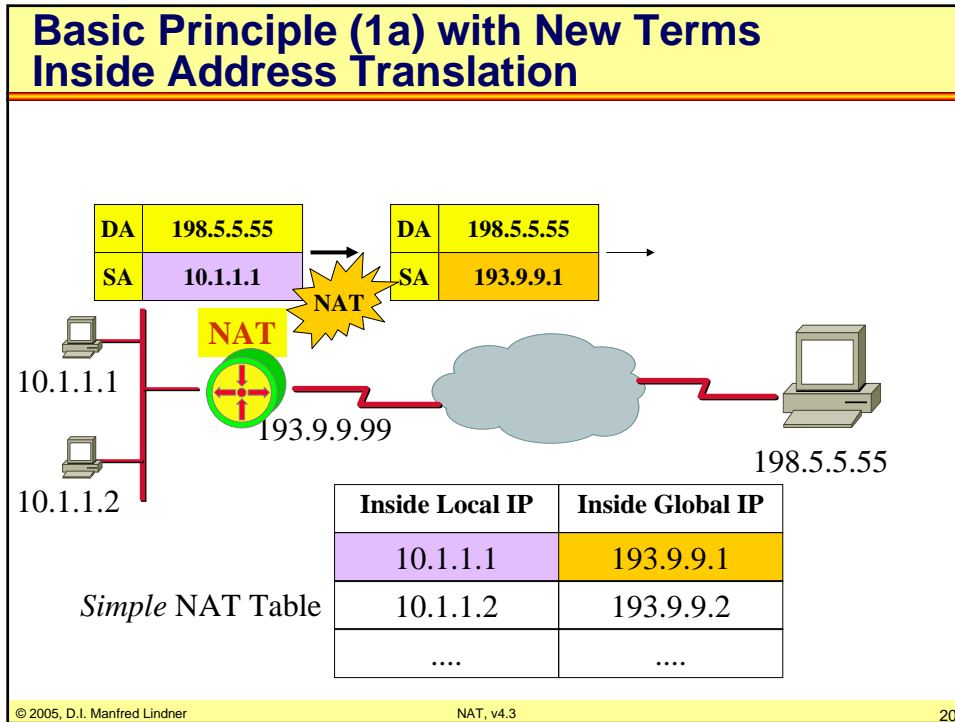 Basic Principle (1a) with New Terms
Inside Address Translation
DA 198.5.5.55
SA 10.1.1.1
DA 198.5.5.55
SA 193.9.9.1
NAT
NAT
10.1.1.1
193.9.9.99
198.5.5.55
10.1.1.2
Inside Local IP Inside Global IP
10.1.1.1 193.9.9.1
Simple NAT Table
10.1.1.2 193.9.9.2
.... ....
© 2005, D.I. Manfred Lindner NAT, v4.3 20